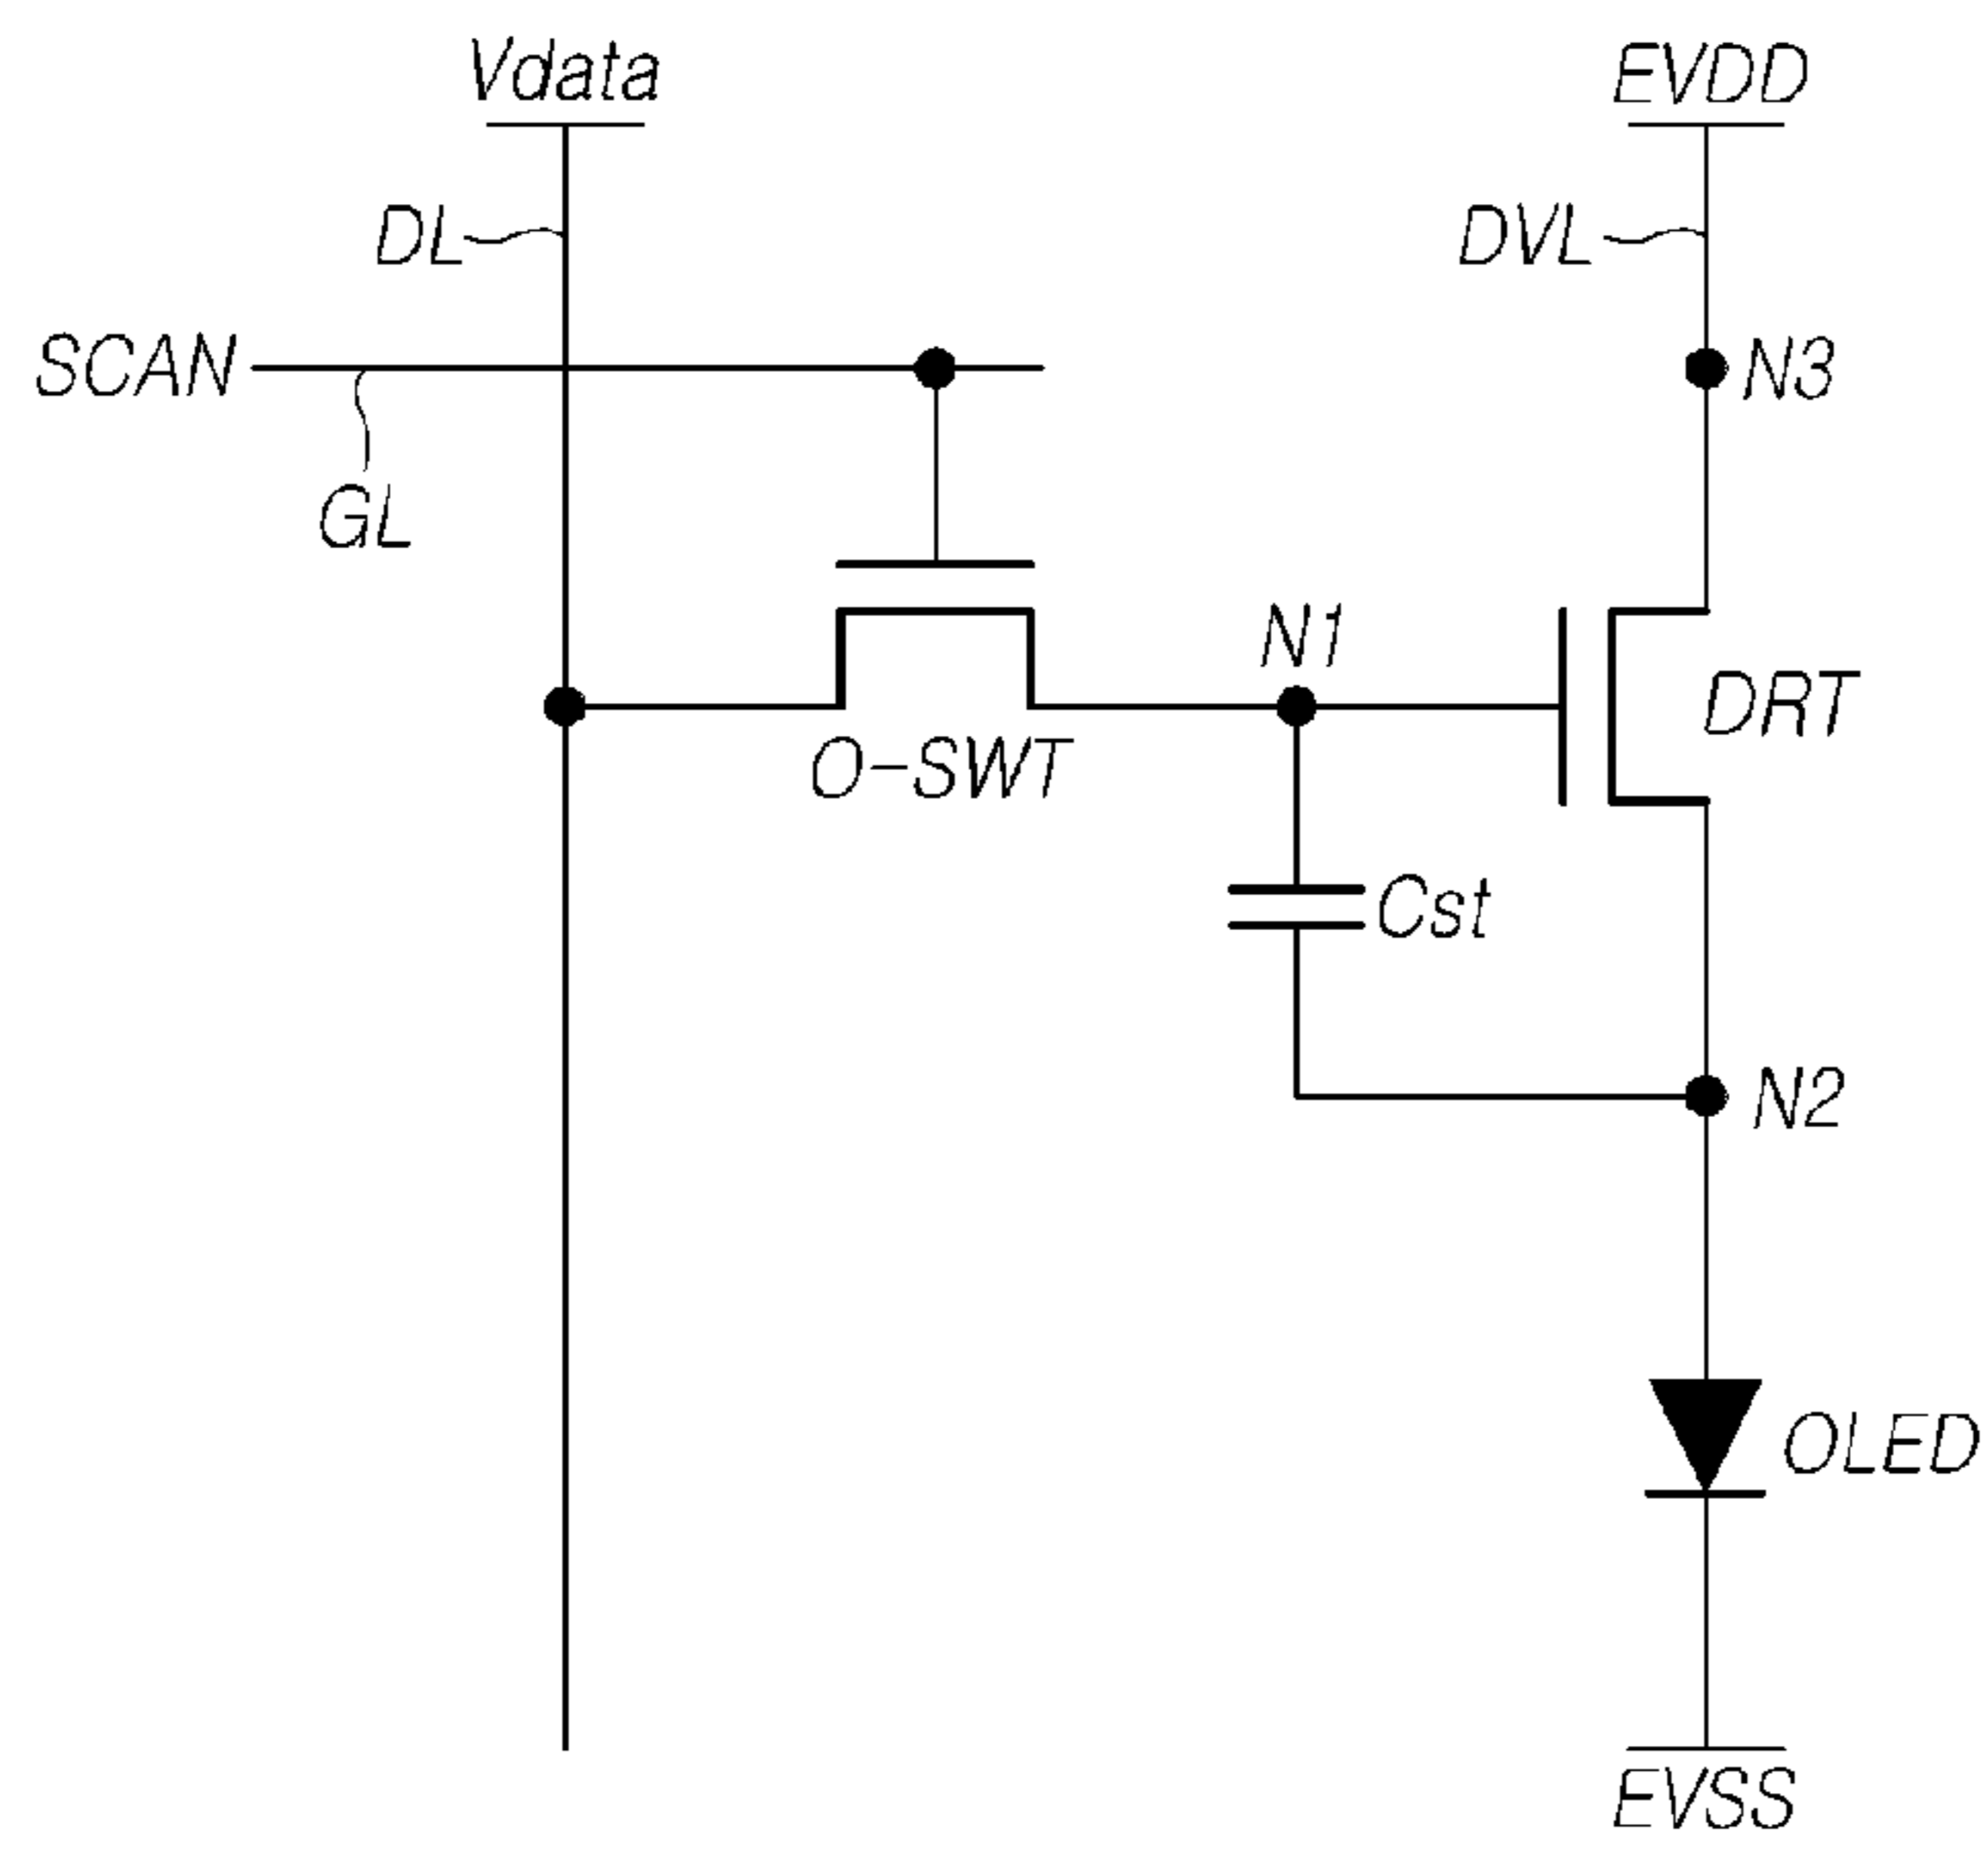 Vdata
EVDD
DL
DVL
SCAN
N3
GL
N1
DRT
O-SWT
Cst
N2
OLED
EVSS